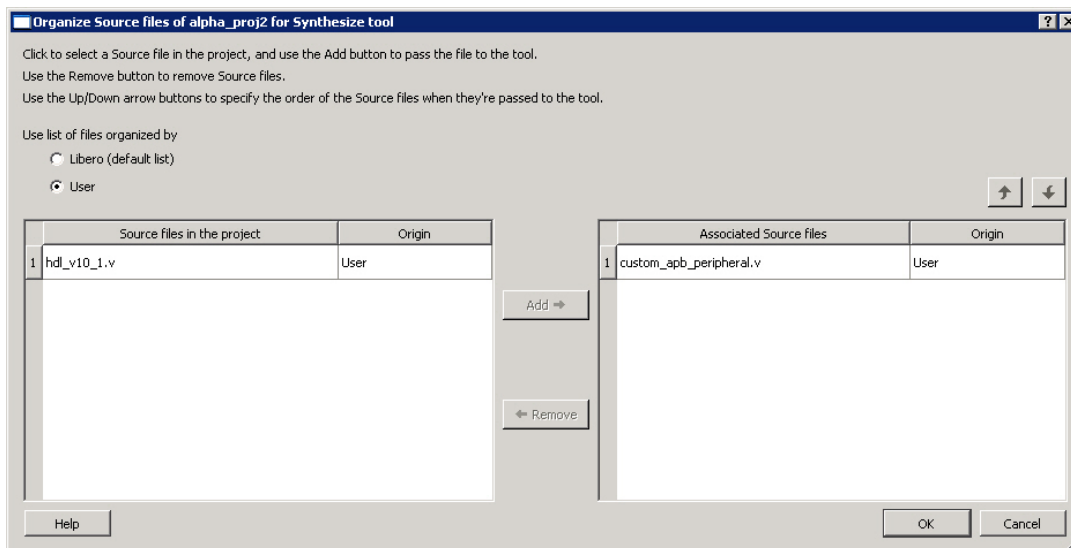 Organize Source files of alpha_proj2 for Synthesize tool
Click to select a Source file in the project, and use the Add button to pass the file to the tool.
Use the Remove button to remove Source files.
Use the Up/Down arrow buttons to specify the order of the Source files when they're passed to the tool.
Use list of files organized by
Libero (default list)
User
Source files in the project Origin
1 hdl_v10_1.v User
Add
Remove
Associated Source files Origin
1 custom_apb_peripheral.v User
Help
OK Cancel